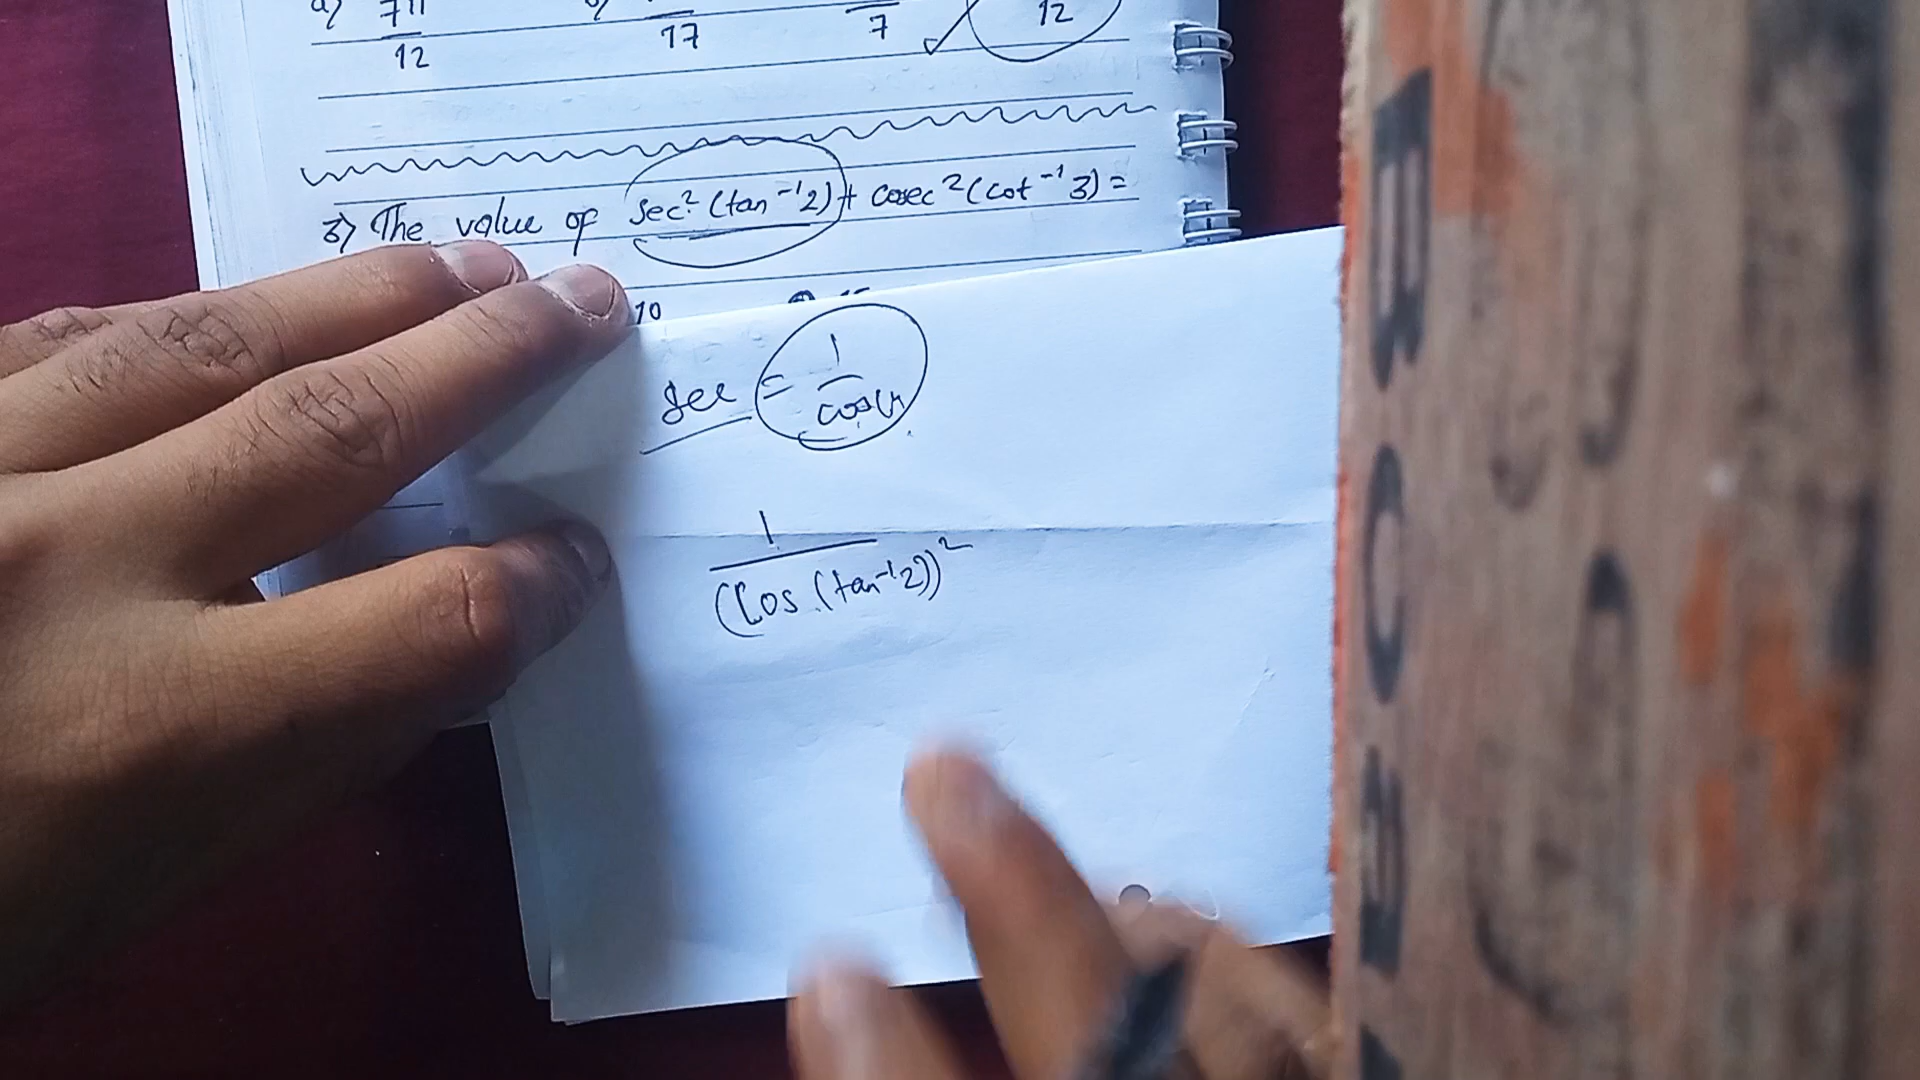 a) 7π/12 b) /17 /7 12
3) The value of sec² (tan⁻¹2) + cosec²(cot⁻¹3) =
10
sec = 1/cos(
1/(Cos (tan⁻¹2))²